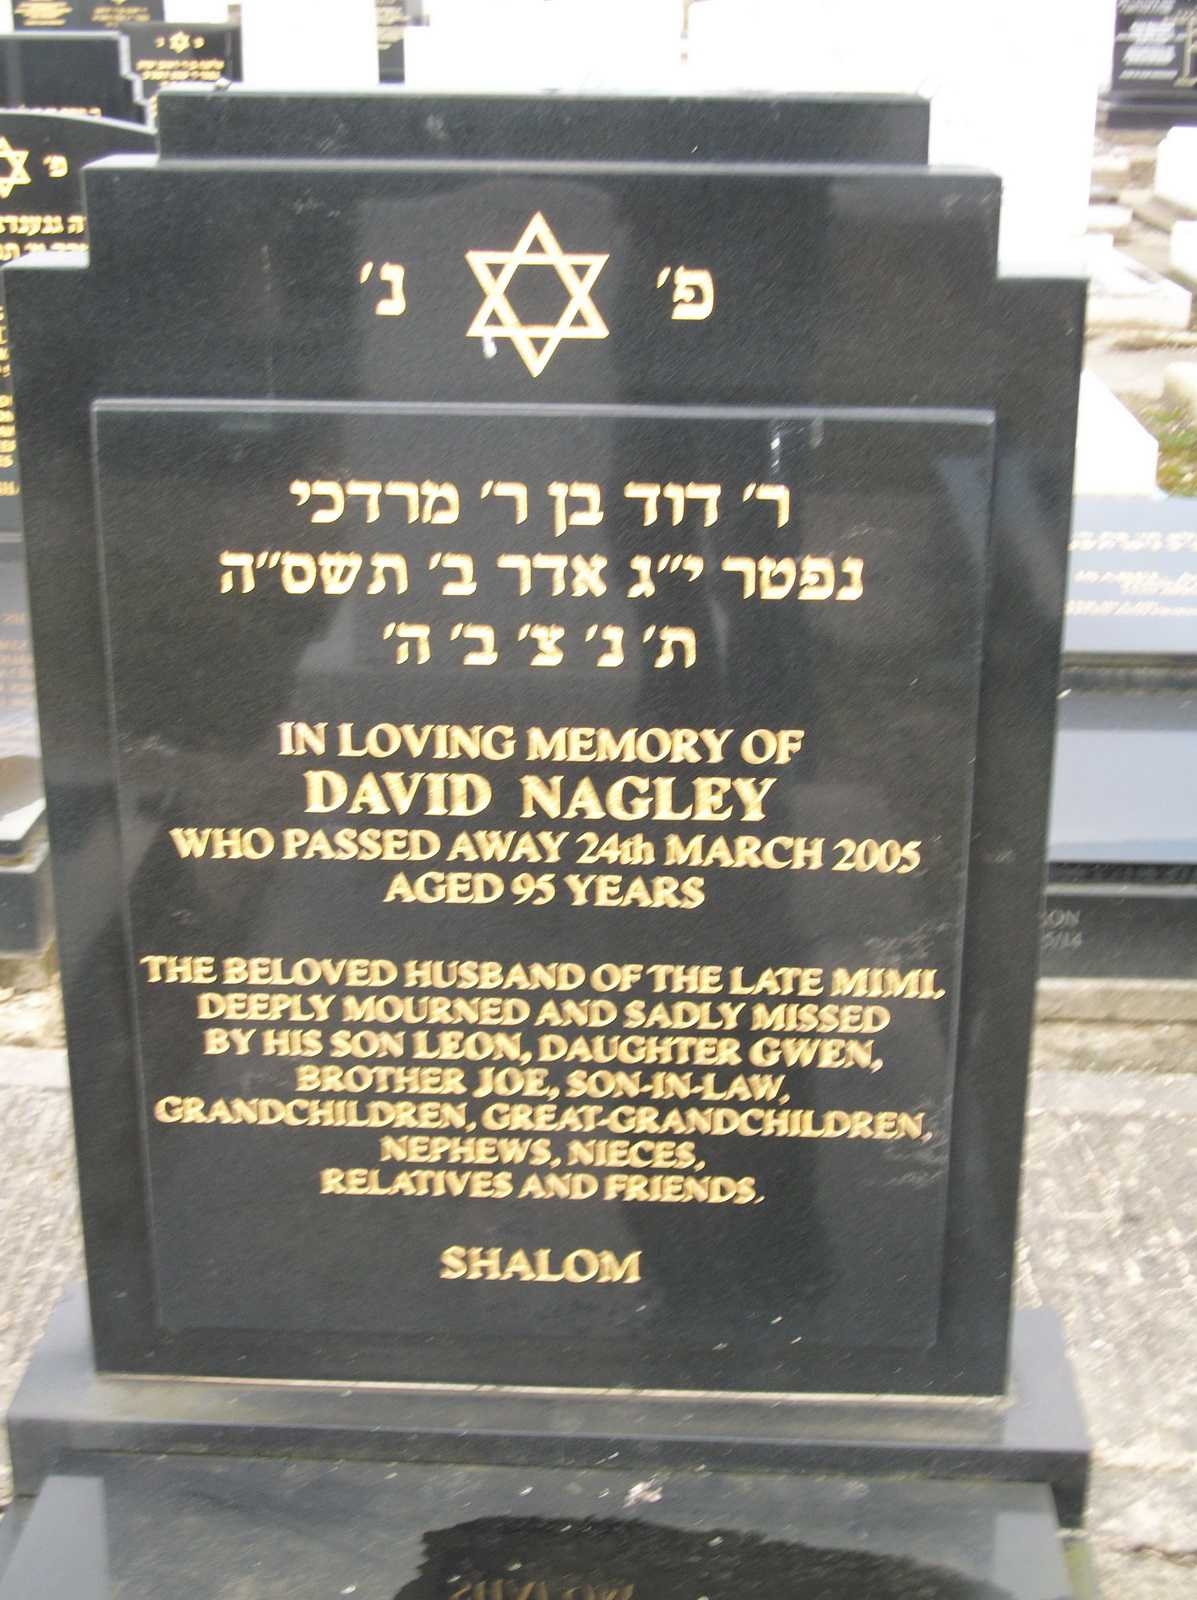 פ׳ נ׳
ר׳ דוד בן ר׳ מרדכי
נפטר י״ג אדר ב׳ תשס״ה
ת׳ נ׳ צ׳ ב׳ ה׳
IN LOVING MEMORY OF
DAVID NAGLEY
WHO PASSED AWAY 24th MARCH 2005
AGED 95 YEARS
THE BELOVED HUSBAND OF THE LATE MIMI,
DEEPLY MOURNED AND SADLY MISSED
BY HIS SON LEON, DAUGHTER GWEN,
BROTHER JOE, SON-IN-LAW,
GRANDCHILDREN, GREAT-GRANDCHILDREN,
NEPHEWS, NIECES,
RELATIVES AND FRIENDS.
SHALOM
פ׳